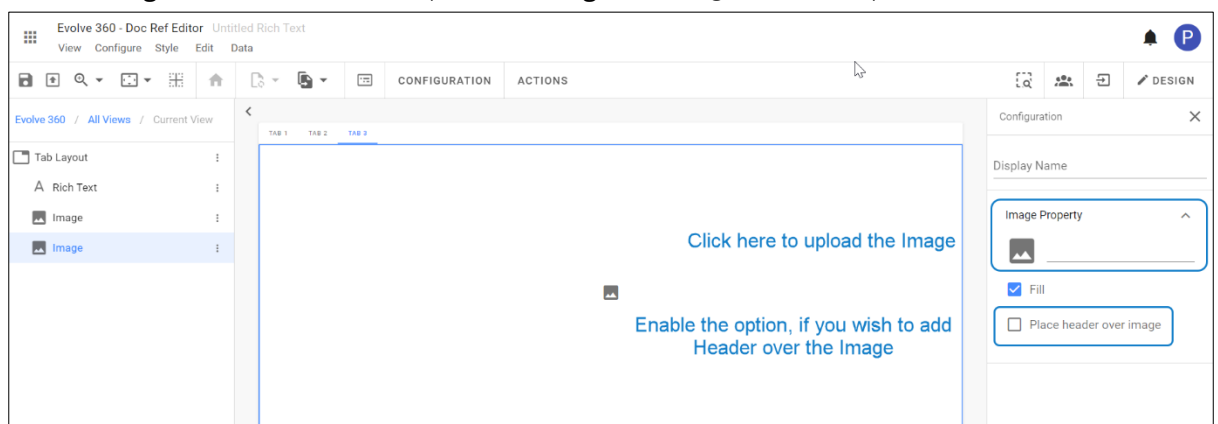 Evolve 360 - Doc Ref Editor Untitled Rich Text
View Configure Style Edit Data
P
CONFIGURATION ACTIONS DESIGN
Evolve 360 / All Views / Current View
Configuration
TAB 1 TAB 2 TAB 3
Tab Layout
Display Name
Rich Text
Image
Image Property
Image
Click here to upload the Image
Fill
Enable the option, if you wish to add
Header over the Image
Place header over image